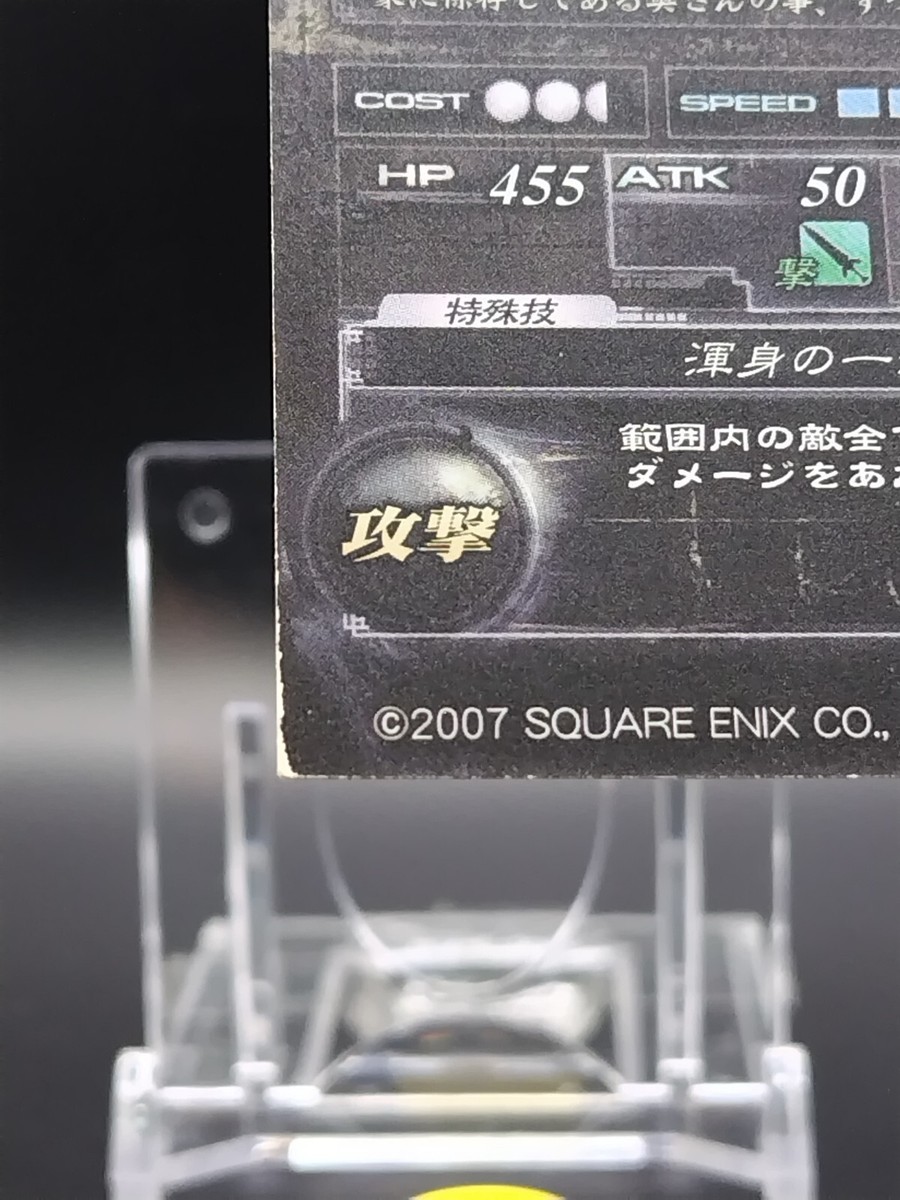 COST SPEED
HP 455 ATK 50
撃
特殊技
渾身の一
範囲内の敵全
ダメージをあ
攻撃
©2007 SQUARE ENIX CO.,